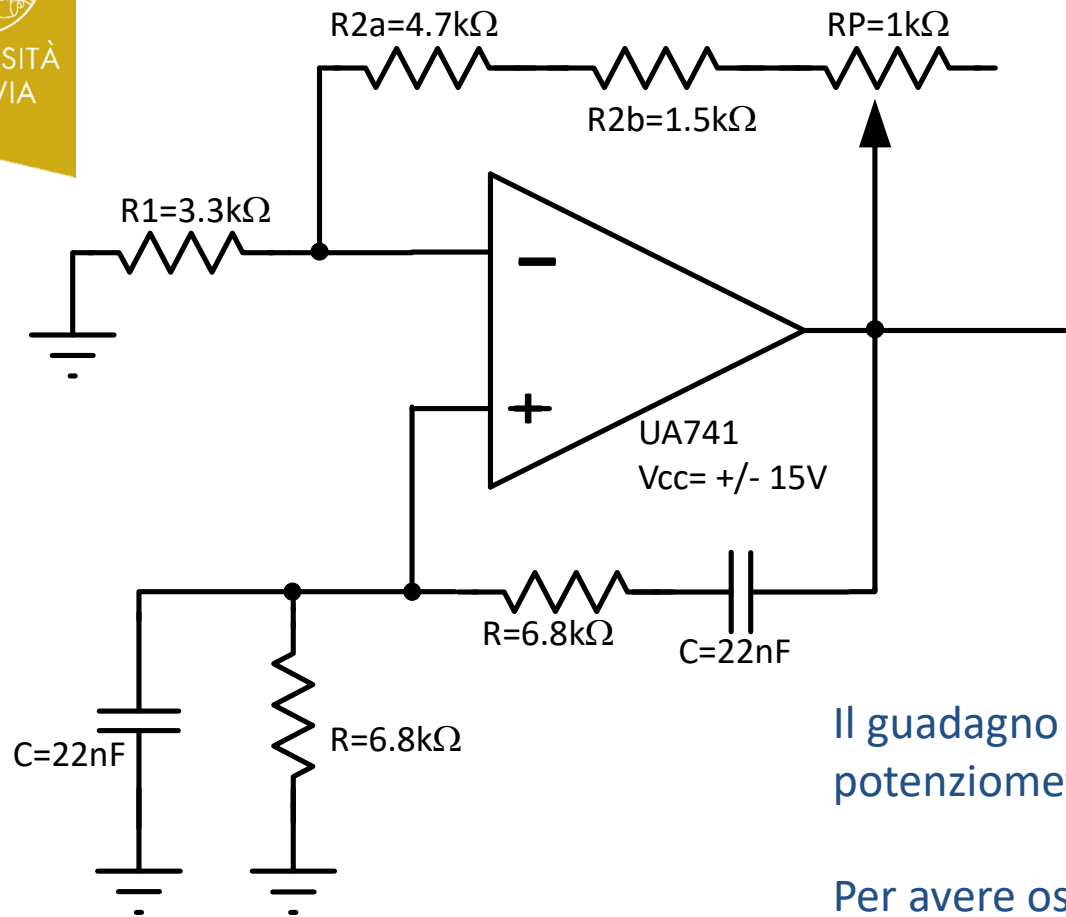 SITÀ
VIA
R2a=4.7kΩ
RP=1kΩ
R2b=1.5kΩ
R1=3.3kΩ
UA741
Vcc= +/- 15V
R=6.8kΩ
C=22nF
R=6.8kΩ
C=22nF
Il guadagno
potenziome
Per avere os